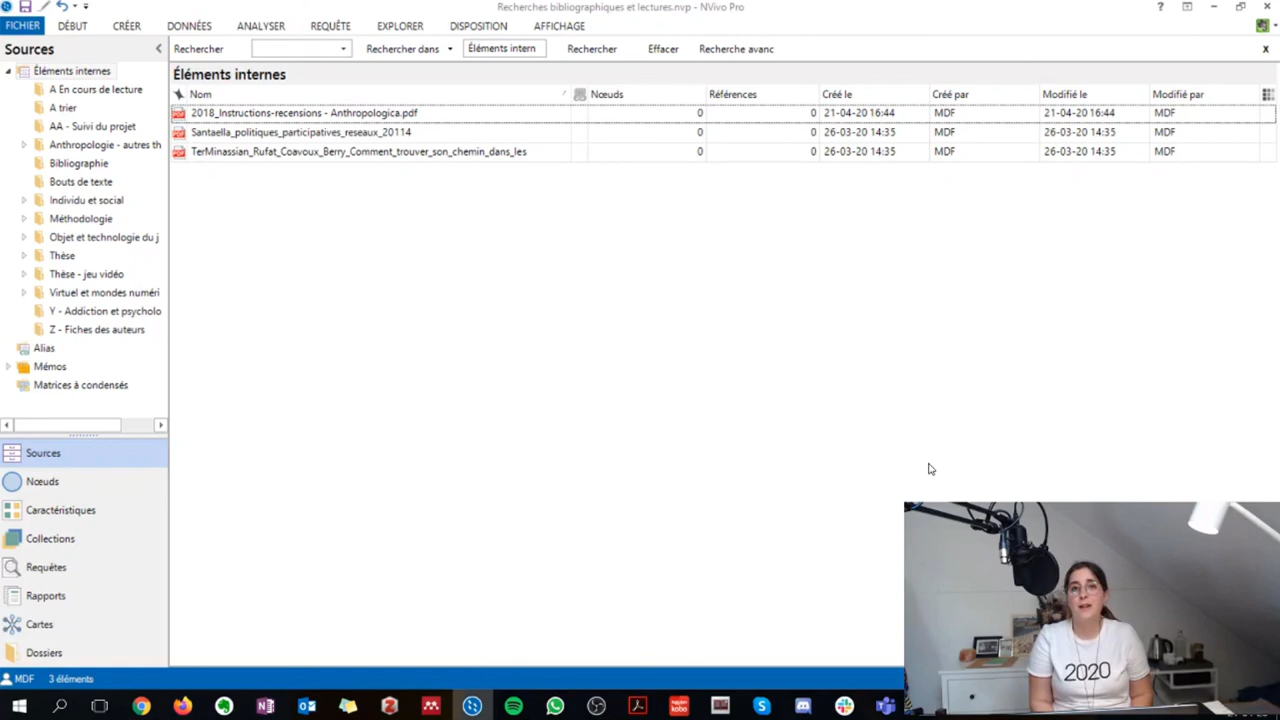 Recherches bibliographiques et lectures.nvp - NVivo Pro
FICHIER DÉBUT CRÉER DONNÉES ANALYSER REQUÊTE EXPLORER DISPOSITION AFFICHAGE
Sources
Rechercher Rechercher dans Éléments intern Rechercher Effacer Recherche avanc x
Éléments internes
Nom Nœuds Références Créé le Créé par Modifié le Modifié par
2018_Instructions-recensions - Anthropologica.pdf 0 0 21-04-20 16:44 MDF 21-04-20 16:44 MDF
Santaella_politiques_participatives_reseaux_20114 0 0 26-03-20 14:35 MDF 26-03-20 14:35 MDF
TerMinassian_Rufat_Coavoux_Berry_Comment_trouver_son_chemin_dans_les 0 0 26-03-20 14:35 MDF 26-03-20 14:35 MDF
Éléments internes
A En cours de lecture
A trier
AA - Suivi du projet
Anthropologie - autres th
Bibliographie
Bouts de texte
Individu et social
Méthodologie
Objet et technologie du j
Thèse
Thèse - jeu vidéo
Virtuel et mondes numéri
Y - Addiction et psycholo
Z - Fiches des auteurs
Alias
Mémos
Matrices à condensés
Sources
Nœuds
Caractéristiques
Collections
Requêtes
Rapports
Cartes
Dossiers
MDF 3 éléments
2020